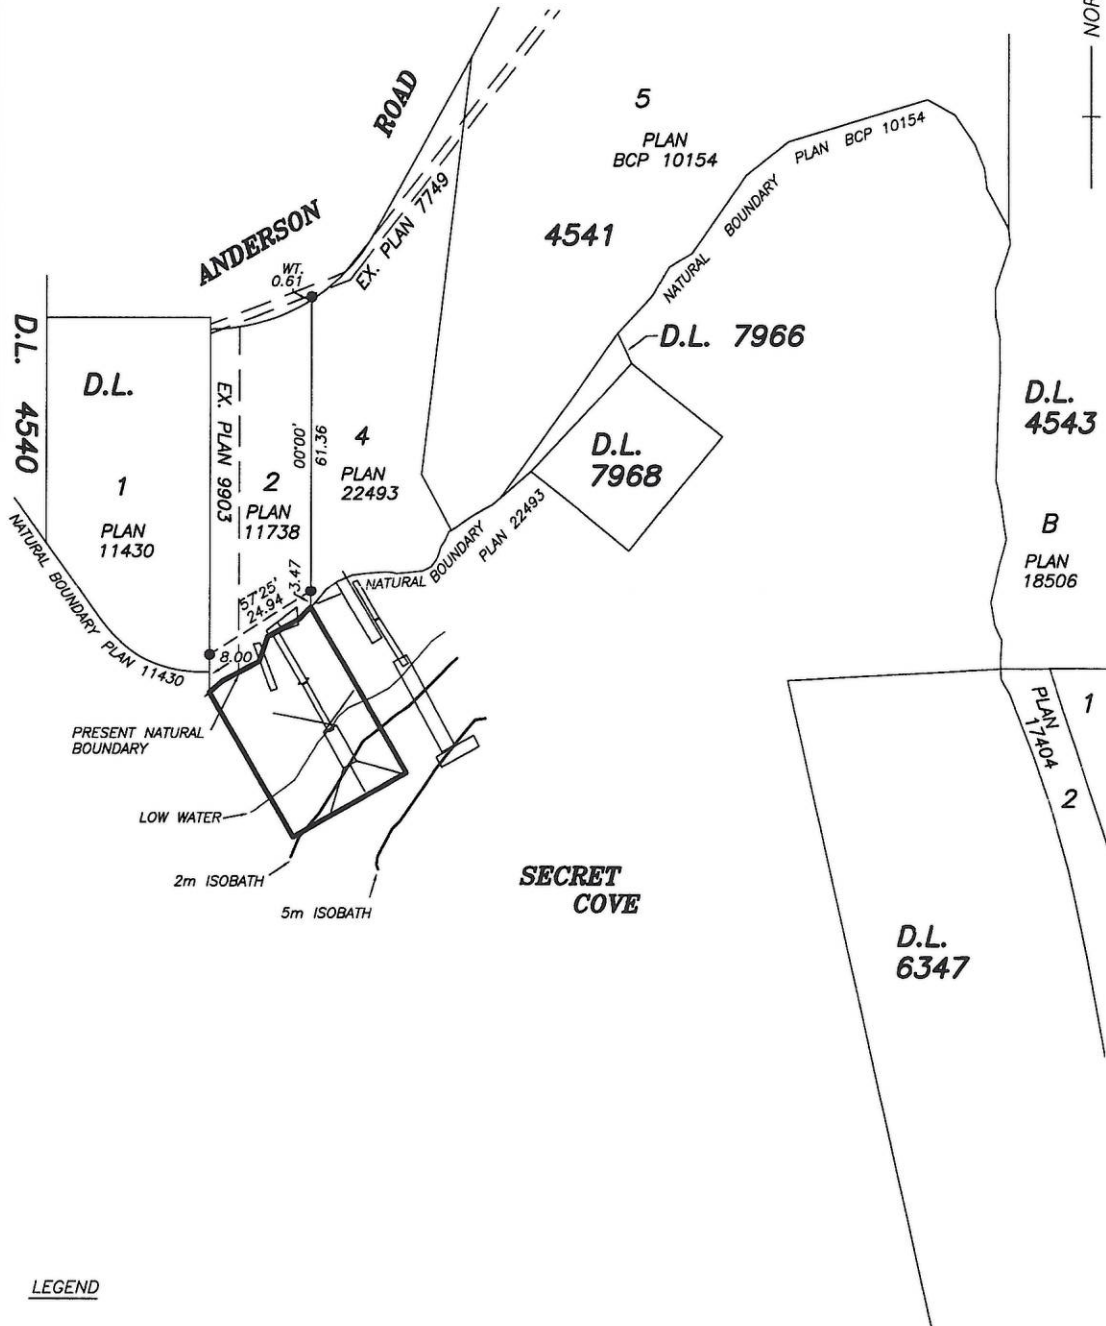 NOR
ROAD
5
PLAN
BCP 10154
NATURAL BOUNDARY PLAN BCP 10154
EX. PLAN 7749
ANDERSON
4541
WT.
0.61
D.L. 7966
D.L. 4540
D.L.
EX. PLAN 9903
00°00'
61.36
4
PLAN
22493
D.L.
7968
D.L.
4543
1
PLAN
11430
2
PLAN
11738
B
PLAN
18506
NATURAL BOUNDARY PLAN 11430
NATURAL BOUNDARY
PLAN 22493
57°25'
24.94
3.47
8.00
PRESENT NATURAL
BOUNDARY
PLAN
17404
1
2
LOW WATER
2m ISOBATH
5m ISOBATH
SECRET
COVE
D.L.
6347
LEGEND